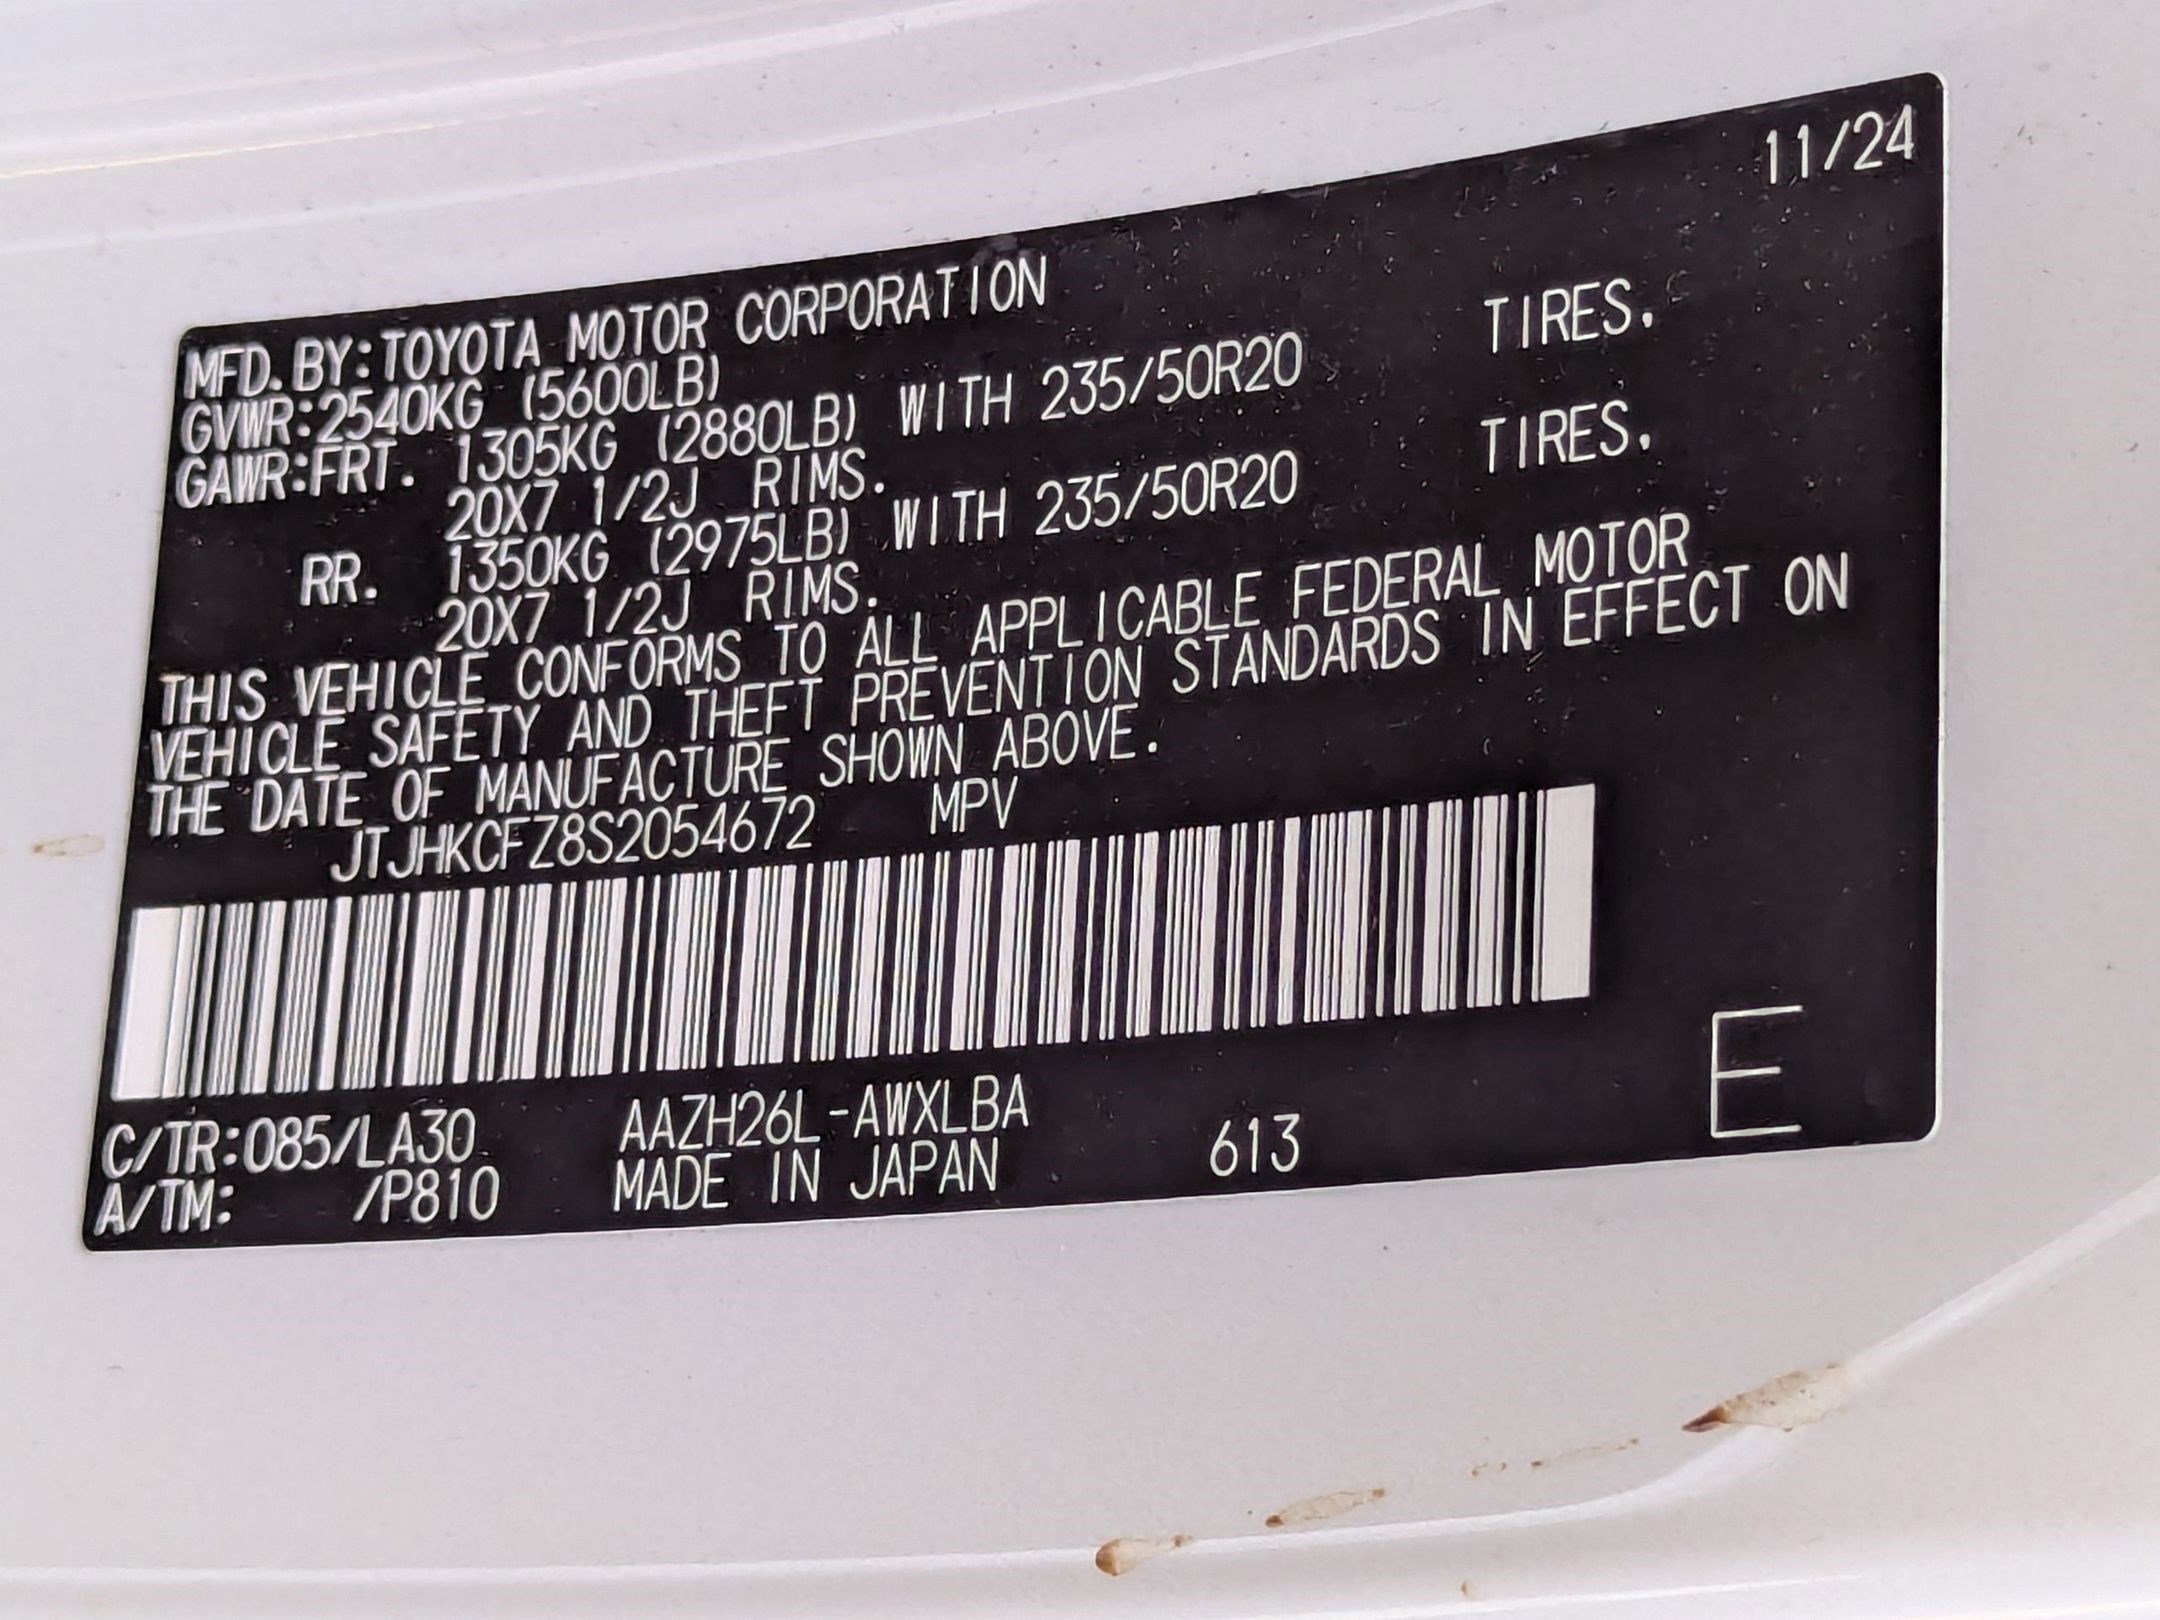 11/24
MFD.BY:TOYOTA MOTOR CORPORATION
GVWR:2540KG (5600LB)
GAWR:FRT. 1305KG (2880LB) WITH 235/50R20 TIRES.
20X7 1/2J RIMS.
RR. 1350KG (2975LB) WITH 235/50R20 TIRES.
20X7 1/2J RIMS.
THIS VEHICLE CONFORMS TO ALL APPLICABLE FEDERAL MOTOR
VEHICLE SAFETY AND THEFT PREVENTION STANDARDS IN EFFECT ON
THE DATE OF MANUFACTURE SHOWN ABOVE.
JTJHKCFZ8S2054672 MPV
E
C/TR:085/LA30 AAZH26L-AWXLBA
A/TM: /P810 MADE IN JAPAN 613